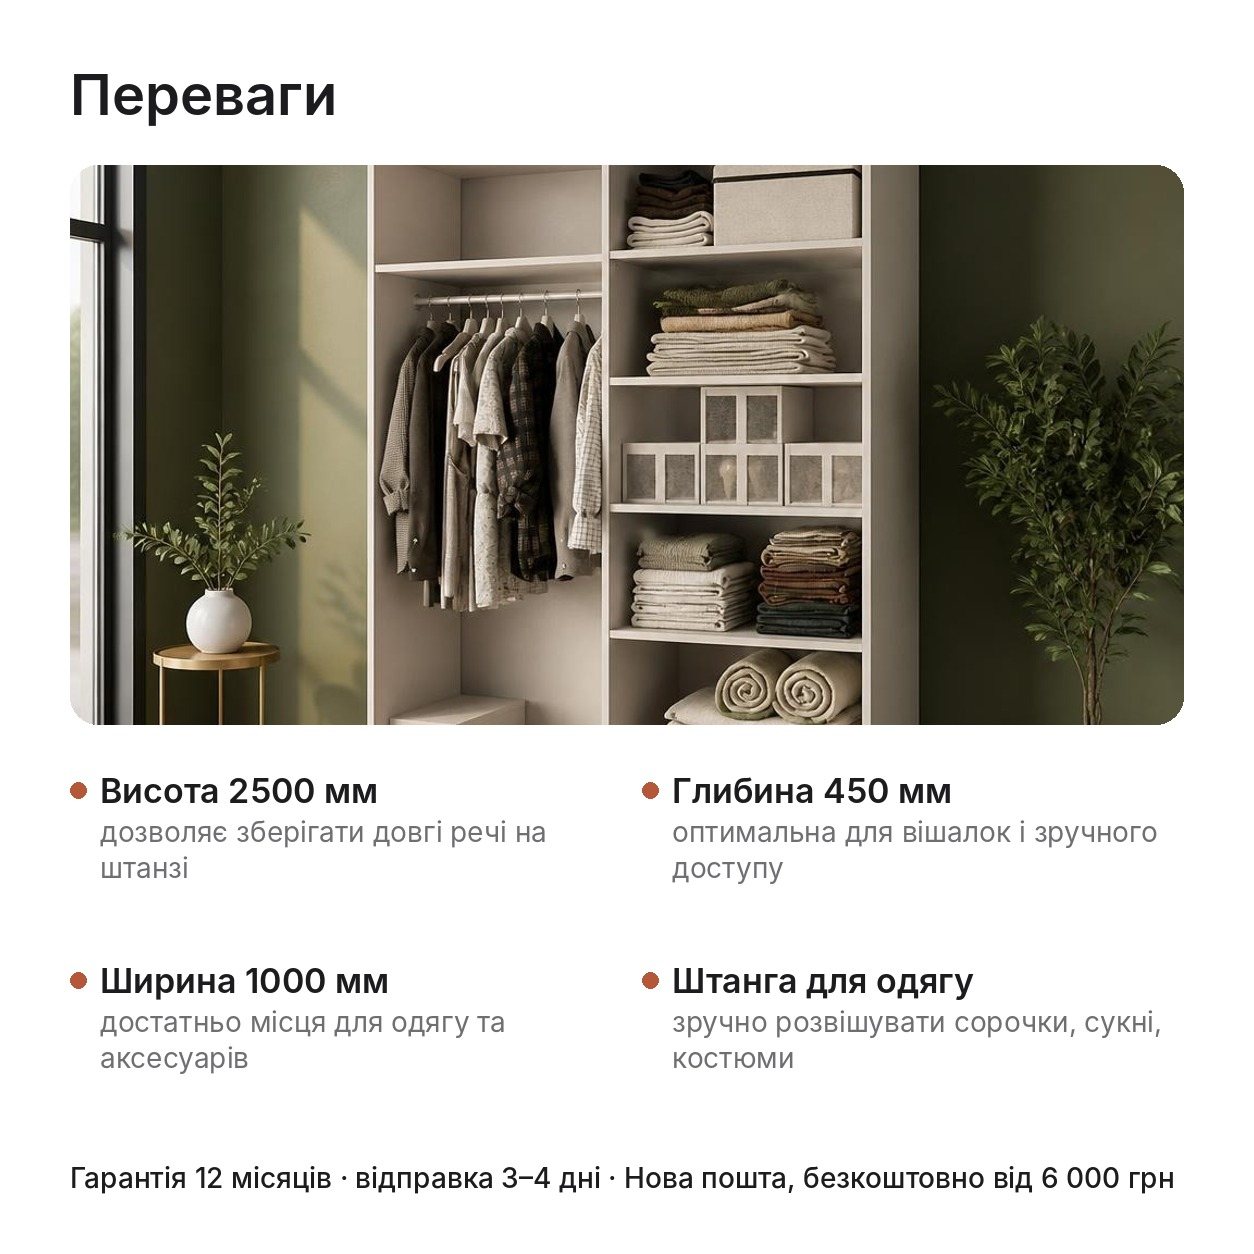 Переваги
Висота 2500 мм
дозволяє зберігати довгі речі на
штанзі
Глибина 450 мм
оптимальна для вішалок і зручного
доступу
Ширина 1000 мм
достатньо місця для одягу та
аксесуарів
Штанга для одягу
зручно розвішувати сорочки, сукні,
костюми
Гарантія 12 місяців · відправка 3–4 дні · Нова пошта, безкоштовно від 6 000 грн